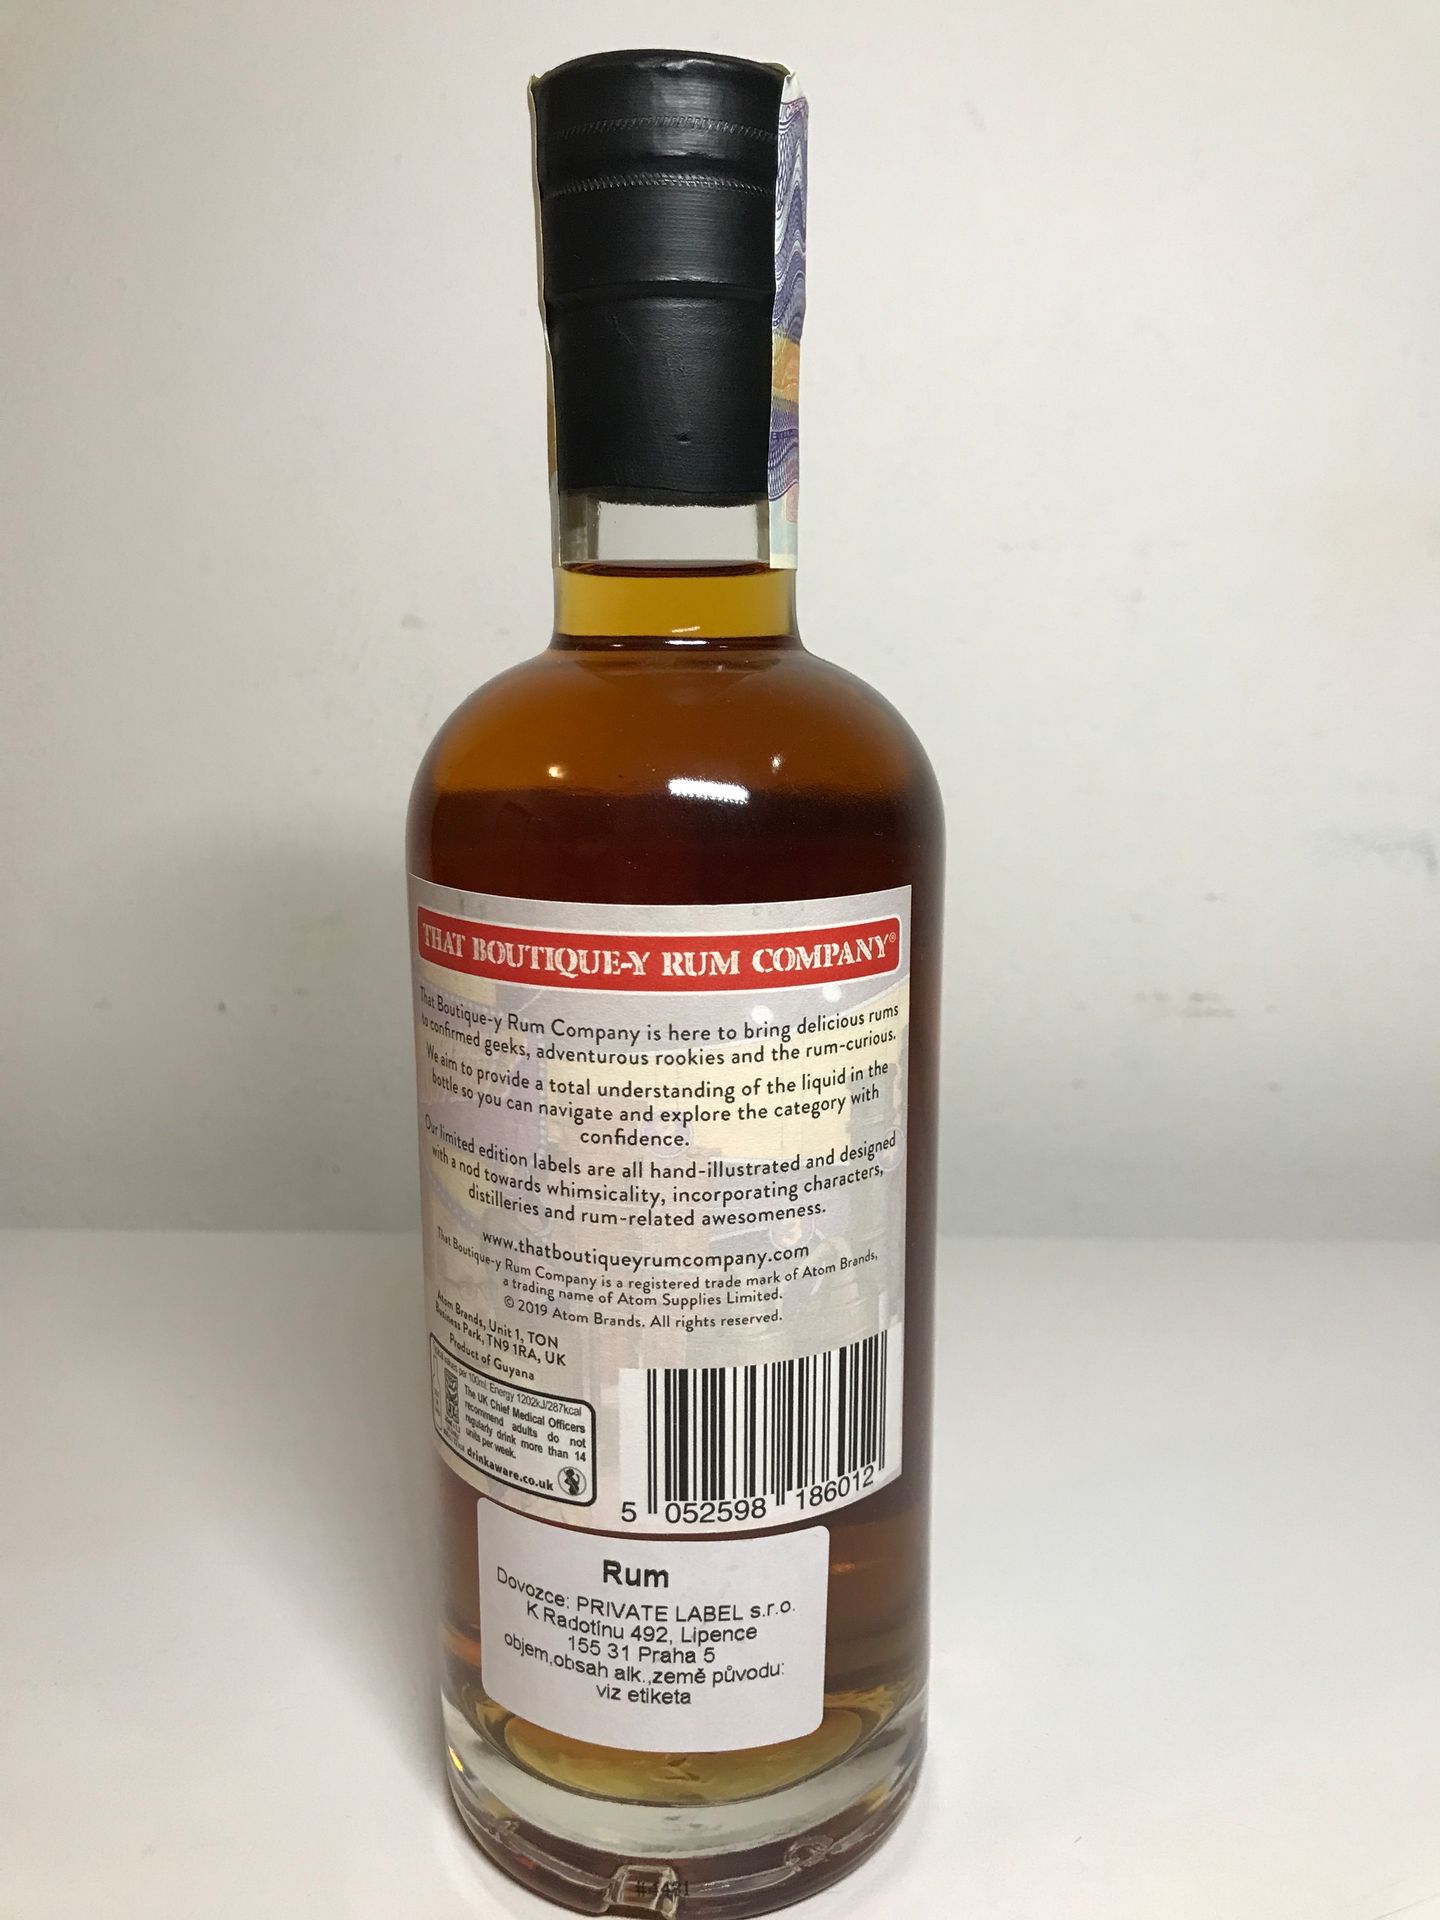 THAT BOUTIQUE-Y RUM COMPANY®
That Boutique-y Rum Company is here to bring delicious rums
to confirmed geeks, adventurous rookies and the rum-curious.
We aim to provide a total understanding of the liquid in the
bottle so you can navigate and explore the category with
confidence.
Our limited edition labels are all hand-illustrated and designed
with a nod towards whimsicality, incorporating characters,
distilleries and rum-related awesomeness.
www.thatboutiqueyrumcompany.com
That Boutique-y Rum Company is a registered trade mark of Atom Brands,
a trading name of Atom Supplies Limited.
© 2019 Atom Brands. All rights reserved.
Atom Brands, Unit 1, TON
Business Park, TN9 1RA, UK
Product of Guyana
values per 100ml: Energy 1202kJ/287kcal
The UK Chief Medical Officers
recommend adults do not
regularly drink more than 14
units per week.
drinkaware.co.uk
5 052598 186012
Rum
Dovozce: PRIVATE LABEL s.r.o.
K Radotínu 492, Lipence
155 31 Praha 5
objem,obsah alk.,země původu:
viz etiketa